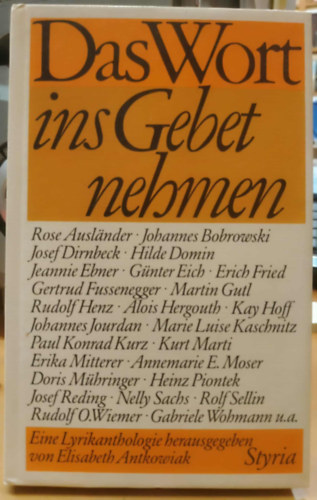 Das Wort
ins Gebet
nehmen
Rose Ausländer · Johannes Bobrowski
Josef Dirnbeck · Hilde Domin
Jeannie Ebner · Günter Eich · Erich Fried
Gertrud Fussenegger · Martin Gutl
Rudolf Henz · Alois Hergouth · Kay Hoff
Johannes Jourdan · Marie Luise Kaschnitz
Paul Konrad Kurz · Kurt Marti
Erika Mitterer · Annemarie E. Moser
Doris Mühringer · Heinz Piontek
Josef Reding · Nelly Sachs · Rolf Sellin
Rudolf O. Wiemer · Gabriele Wohmann u.a.
Eine Lyrikanthologie herausgegeben
von Elisabeth Antkowiak Styria